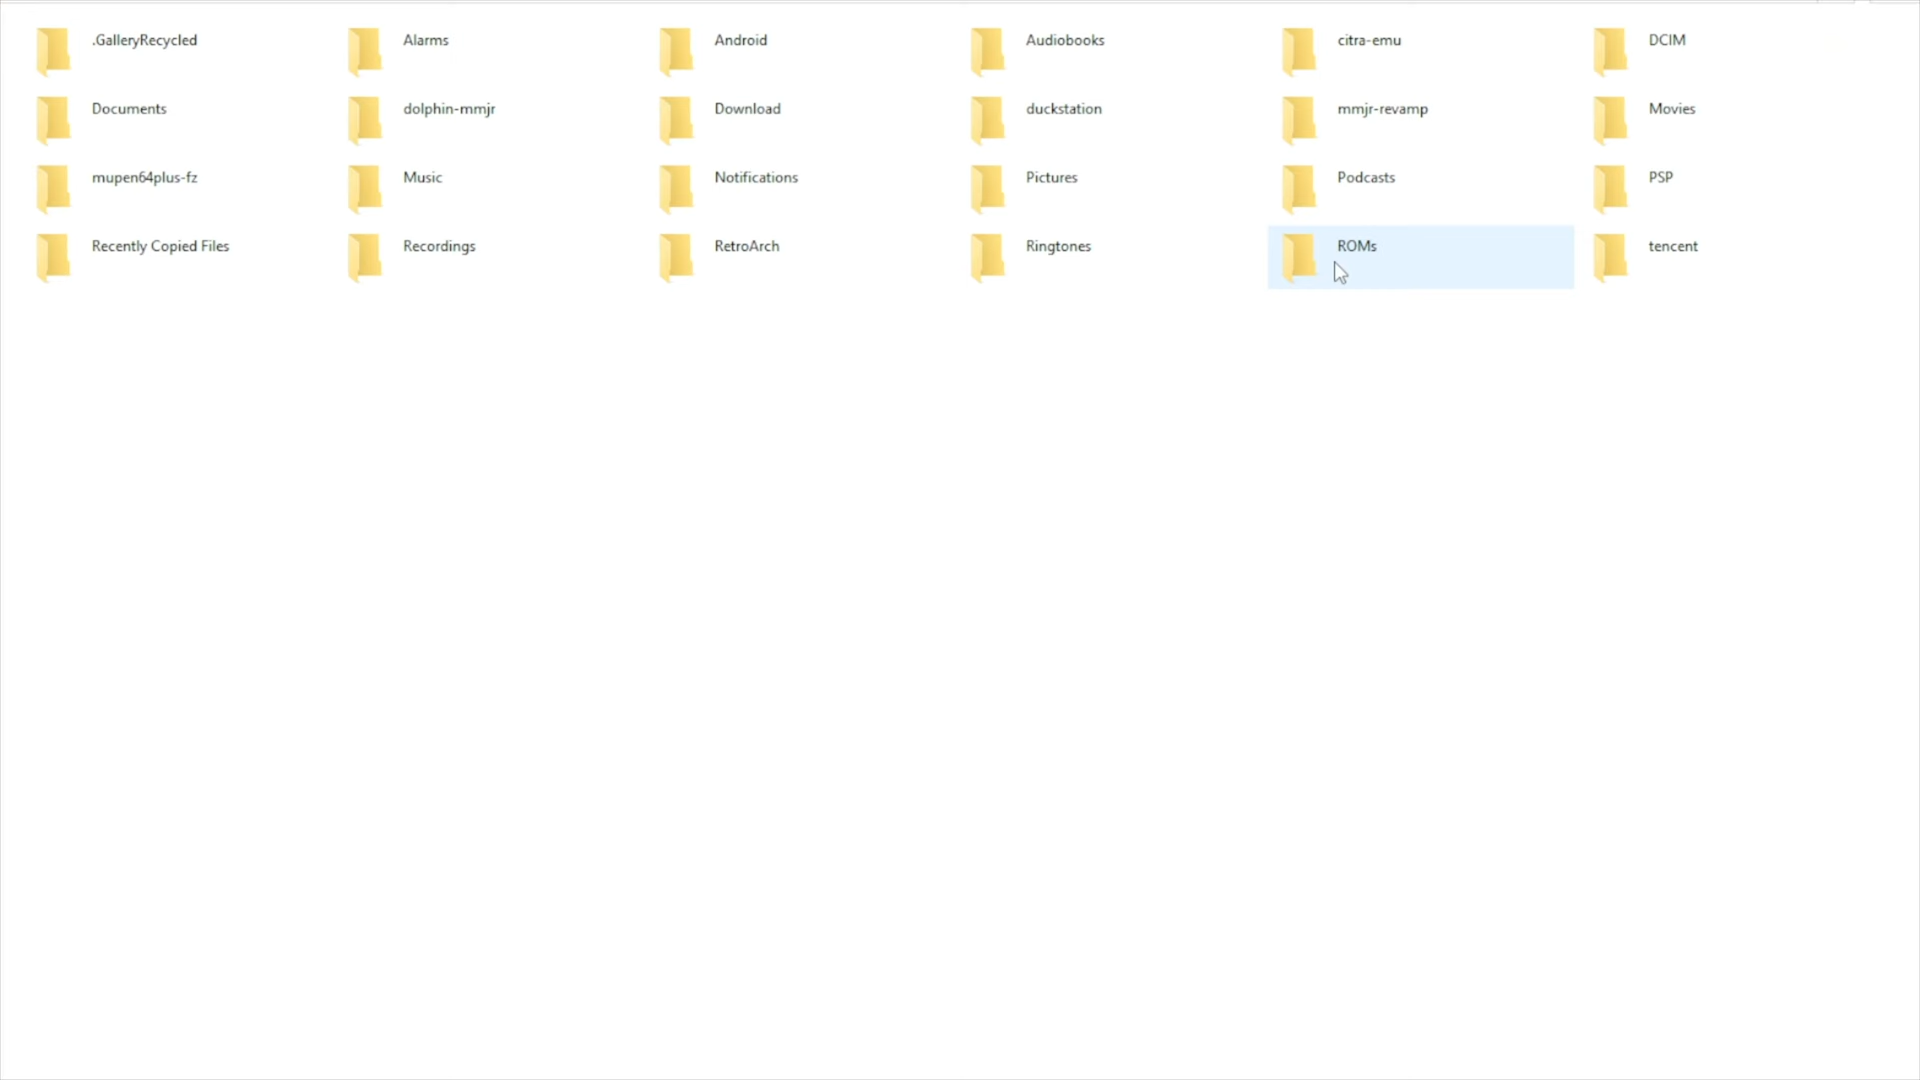 .GalleryRecycled
Alarms
Android
Audiobooks
citra-emu
DCIM
Documents
dolphin-mmjr
Download
duckstation
mmjr-revamp
Movies
mupen64plus-fz
Music
Notifications
Pictures
Podcasts
PSP
Recently Copied Files
Recordings
RetroArch
Ringtones
ROMs
tencent